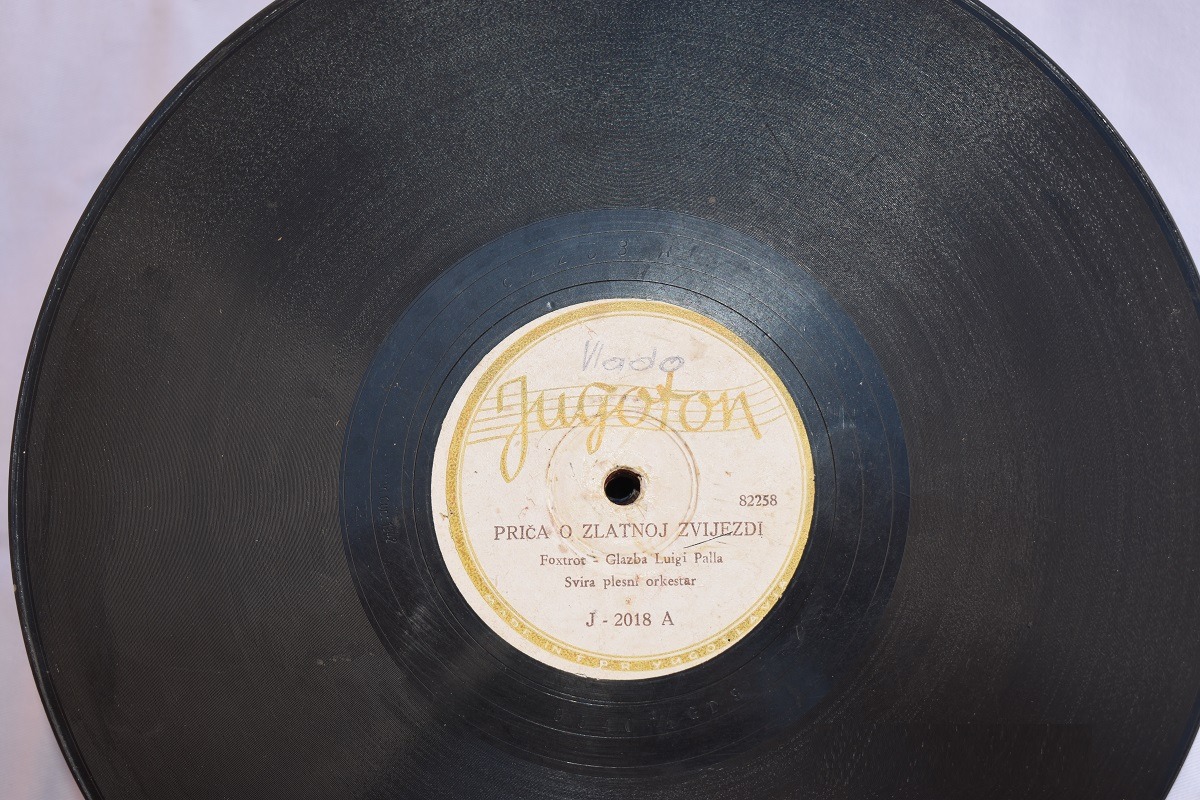 Vlado
Jugoton
82258
PRIČA O ZLATNOJ ZVIJEZDI
Foxtrot - Glazba Luigi Palla
Svira plesni orkestar
J - 2018 A